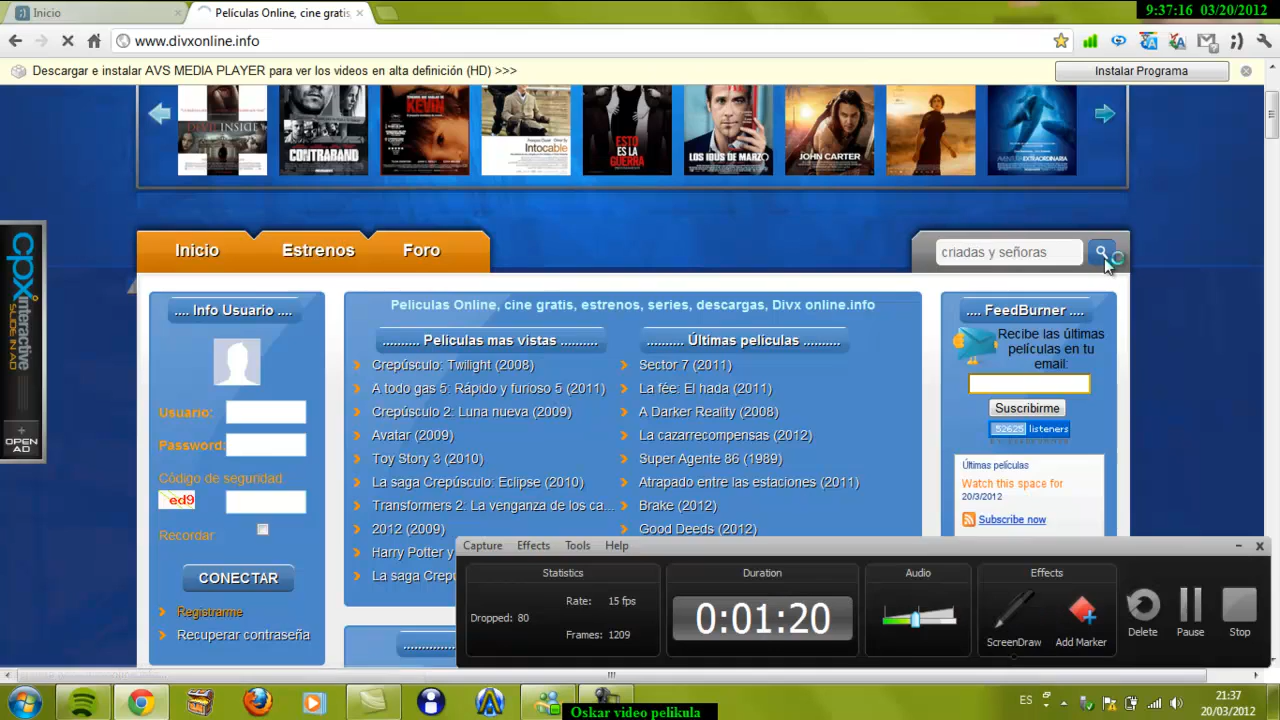 Inicio
Películas Online, cine gratis,
9:37:16 03/20/2012
www.divxonline.info
Descargar e instalar AVS MEDIA PLAYER para ver los videos en alta definición (HD) >>>
Instalar Programa
CONTRABAND
KEVIN
Intocable
ESTO
ES LA
GUERRA
LOS IDUS DE MARZO
JOHN CARTER
Inicio
Estrenos
Foro
criadas y señoras
cpxinteractive
SLIDE IN AD
OPEN
AD
.... Info Usuario ....
Usuario:
Password:
Código de seguridad
ed9
Recordar
CONECTAR
Registrarme
Recuperar contraseña
Peliculas Online, cine gratis, estrenos, series, descargas, Divx online.info
.......... Películas mas vistas ..........
Crepúsculo: Twilight (2008)
A todo gas 5: Rápido y furioso 5 (2011)
Crepúsculo 2: Luna nueva (2009)
Avatar (2009)
Toy Story 3 (2010)
La saga Crepúsculo: Eclipse (2010)
Transformers 2: La venganza de los ca...
2012 (2009)
Harry Potter y
La saga Crepú
.......... Últimas películas ..........
Sector 7 (2011)
La fée: El hada (2011)
A Darker Reality (2008)
La cazarrecompensas (2012)
Super Agente 86 (1989)
Atrapado entre las estaciones (2011)
Brake (2012)
Good Deeds (2012)
.... FeedBurner ....
Recibe las últimas
películas en tu
email:
Suscribirme
52625 listeners
Últimas películas
Watch this space for
20/3/2012
Subscribe now
Capture
Effects
Tools
Help
Statistics
Dropped: 80
Rate: 15 fps
Frames: 1209
Duration
0:01:20
Audio
Effects
ScreenDraw
Add Marker
Delete
Pause
Stop
Oskar video pelikula
ES
21:37
20/03/2012